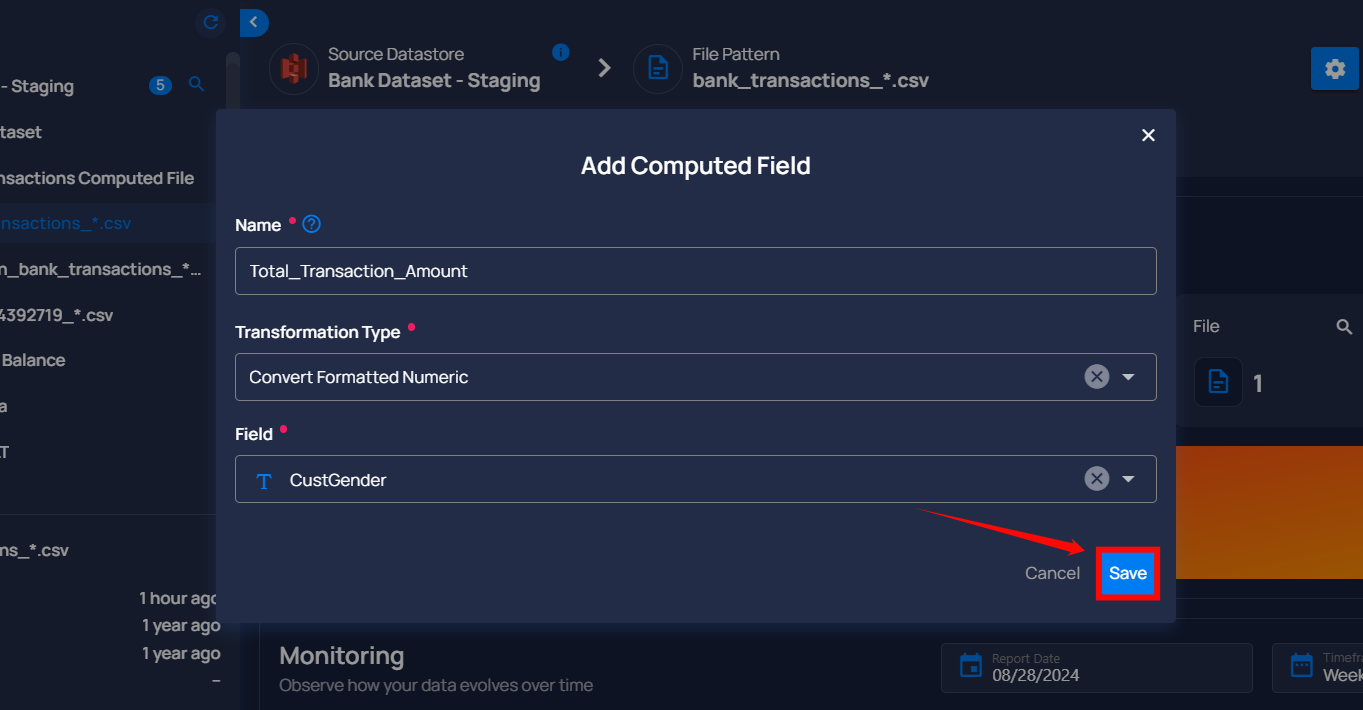 Source Datastore
Bank Dataset - Staging
File Pattern
bank_transactions_*.csv
- Staging
5
taset
nsactions Computed File
nsactions_*.csv
n_bank_transactions_*...
4392719_*.csv
Balance
a
T
ns_*.csv
1 hour ago
1 year ago
1 year ago
–
Add Computed Field
Name
Total_Transaction_Amount
Transformation Type
Convert Formatted Numeric
Field
T CustGender
Cancel
Save
File
1
Monitoring
Observe how your data evolves over time
Report Date
08/28/2024
Timefra
Week